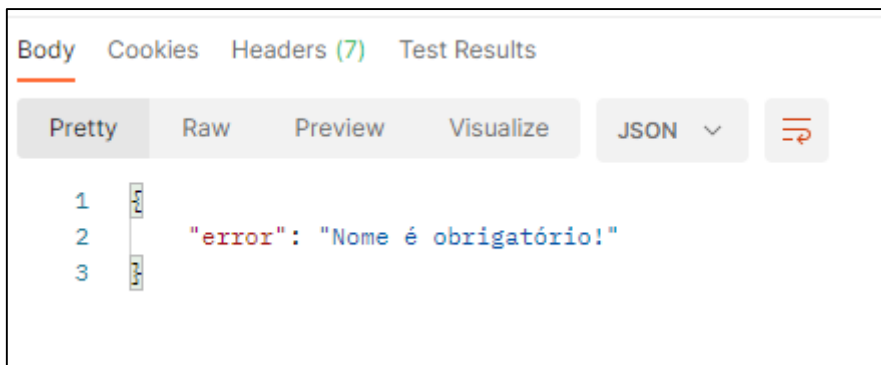 Body Cookies Headers (7) Test Results
Pretty Raw Preview Visualize JSON
1 {
2 "error": "Nome é obrigatório!"
3 }